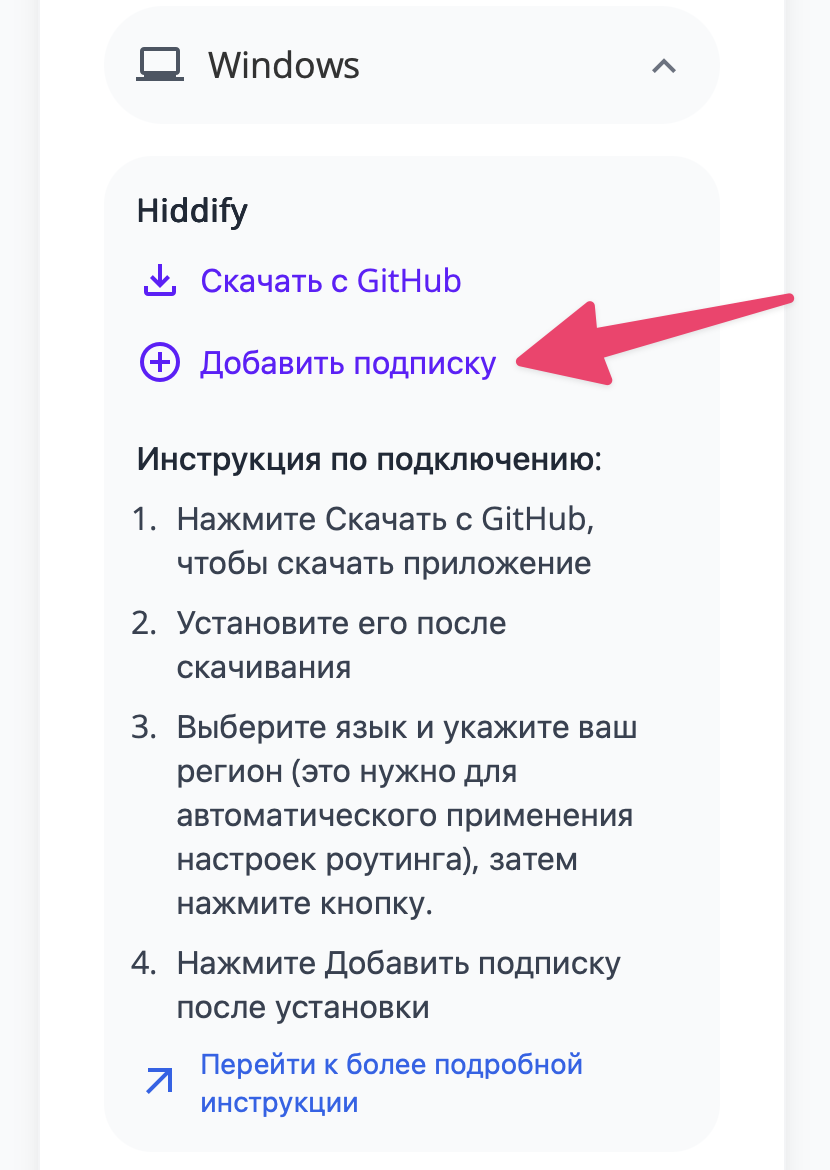 Windows
Hiddify
Скачать с GitHub
Добавить подписку
Инструкция по подключению:
1. Нажмите Скачать с GitHub,
чтобы скачать приложение
2. Установите его после
скачивания
3. Выберите язык и укажите ваш
регион (это нужно для
автоматического применения
настроек роутинга), затем
нажмите кнопку.
4. Нажмите Добавить подписку
после установки
Перейти к более подробной
инструкции